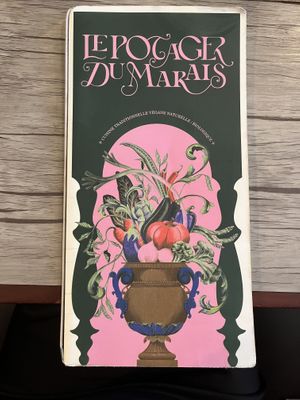 LE POTAGER
DU MARAIS
* CUISINE TRADITIONNELLE VÉGANE NATURELLE & BIOLOGIQUE *